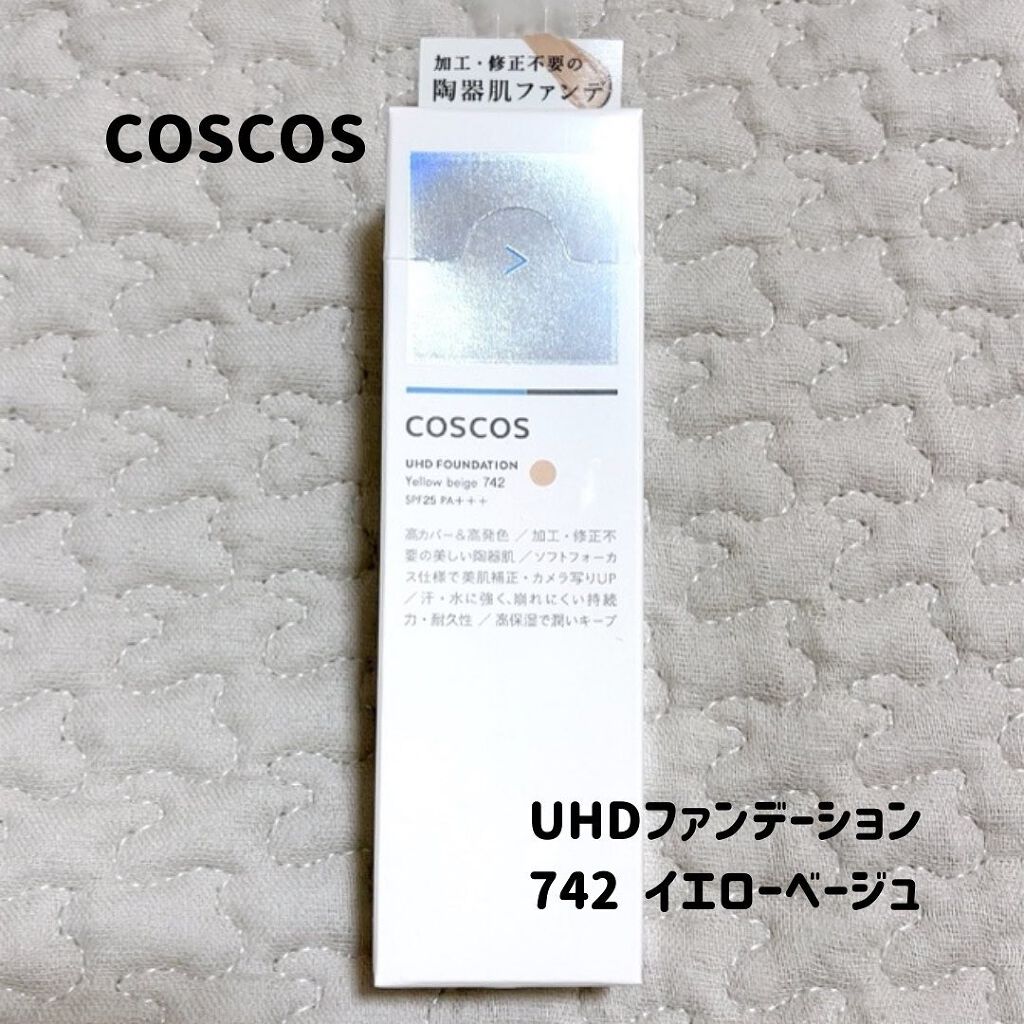 加工・修正不要の
陶器肌ファンデ
COSCOS
>
COSCOS
UHD FOUNDATION
Yellow beige 742
SPF25 PA+++
高カバー&高発色 / 加工・修正不
要の美しい陶器肌 / ソフトフォーカ
ス仕様で美肌補正・カメラ写りUP
/ 汗・水に強く、崩れにくい持続
力・耐久性 / 高保湿で潤いキープ
UHDファンデーション
742 イエローベージュ